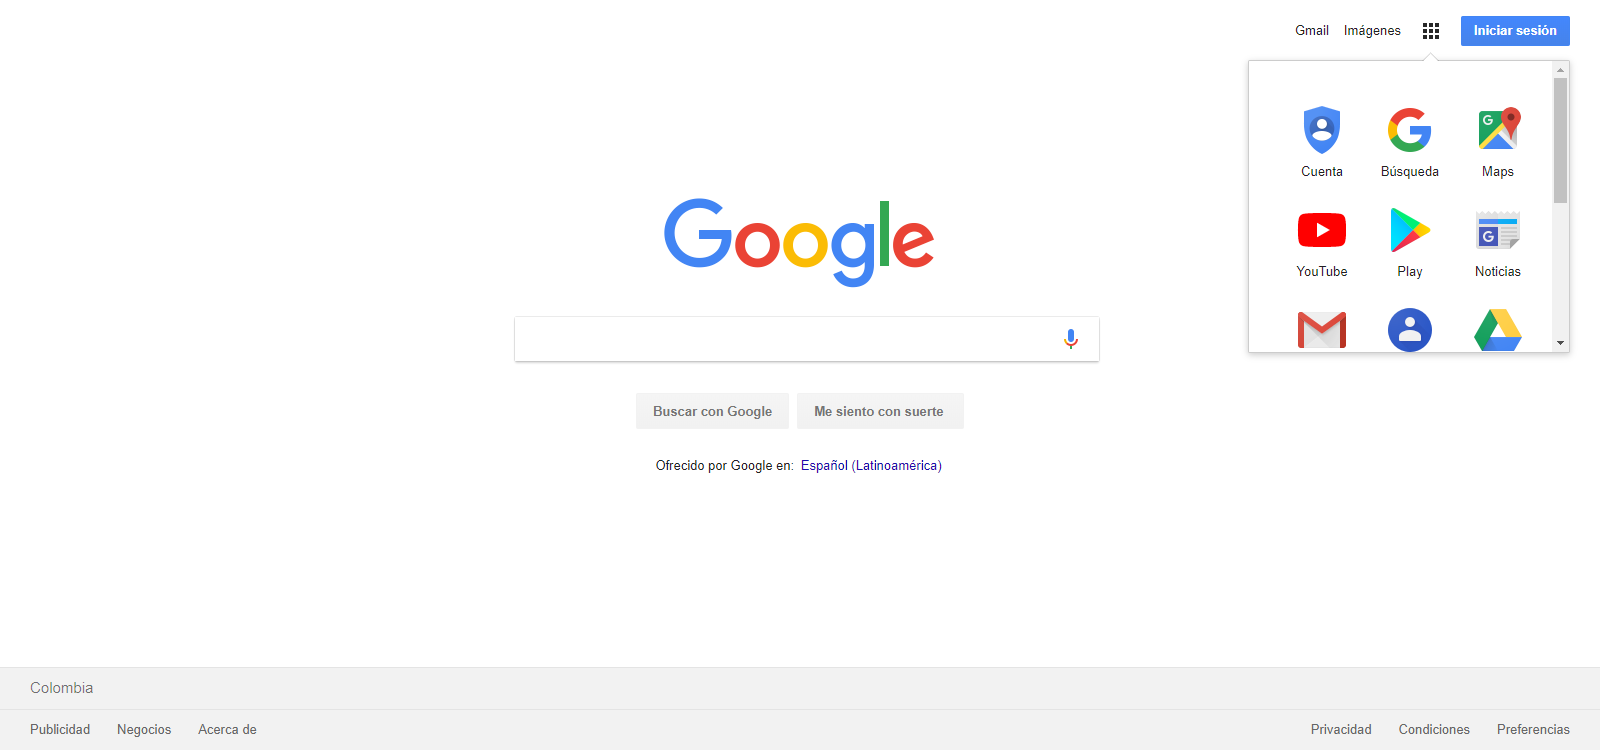 Gmail Imágenes Iniciar sesión
Cuenta Búsqueda Maps
YouTube Play Noticias
Google
Buscar con Google Me siento con suerte
Ofrecido por Google en: Español (Latinoamérica)
Colombia
Publicidad Negocios Acerca de Privacidad Condiciones Preferencias